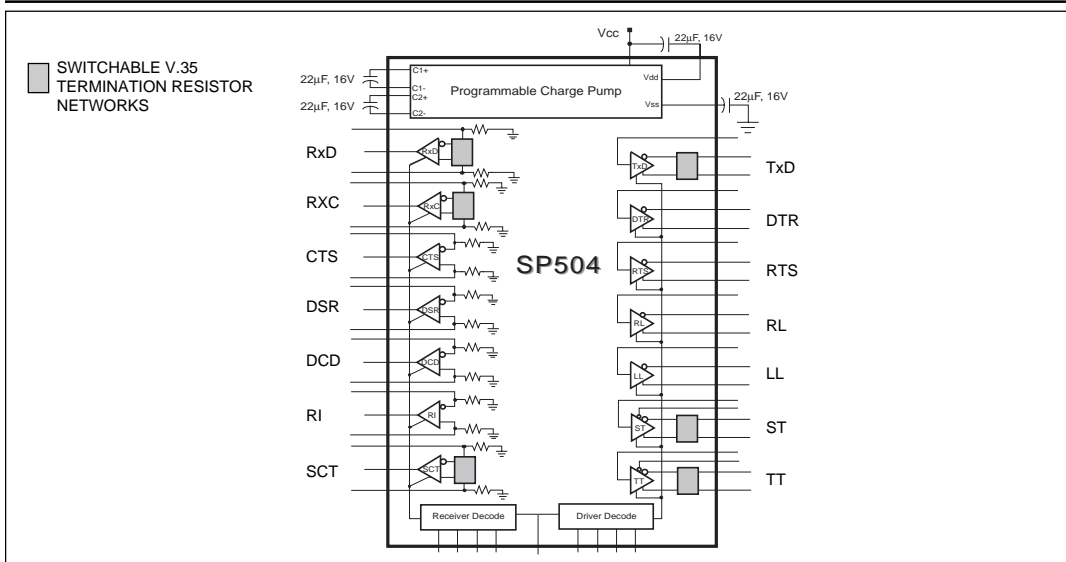 SWITCHABLE V.35
TERMINATION RESISTOR
NETWORKS
Vcc
22µF, 16V
22µF, 16V
22µF, 16V
22µF, 16V
C1+
C1-
C2+
C2-
Programmable Charge Pump
Vdd
Vss
RxD
RxD
RXC
RxC
CTS
CTS
DSR
DSR
DCD
DCD
RI
RI
SCT
SCT
SP504
TxD
TxD
DTR
DTR
RTS
RTS
RL
RL
LL
LL
ST
ST
TT
TT
Receiver Decode
Driver Decode